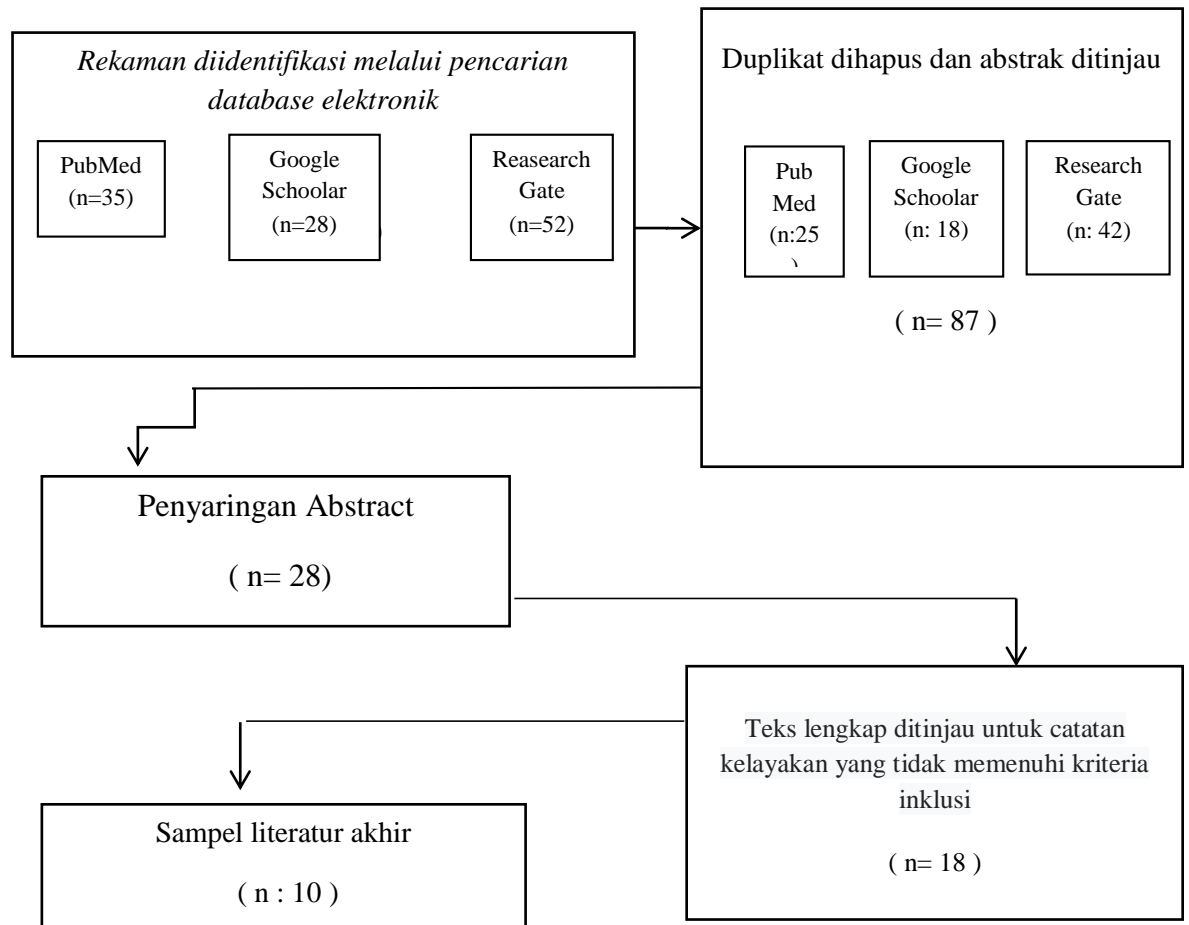 Rekaman diidentifikasi melalui pencarian
database elektronik
PubMed
(n=35)
Google
Schoolar
(n=28)
)
Reasearch
Gate
(n=52)
Duplikat dihapus dan abstrak ditinjau
Pub
Med
(n:25
)
Google
Schoolar
(n: 18)
Research
Gate
(n: 42)
( n= 87 )
Penyaringan Abstract
( n= 28)
Teks lengkap ditinjau untuk catatan
kelayakan yang tidak memenuhi kriteria
inklusi
( n= 18 )
Sampel literatur akhir
( n : 10 )